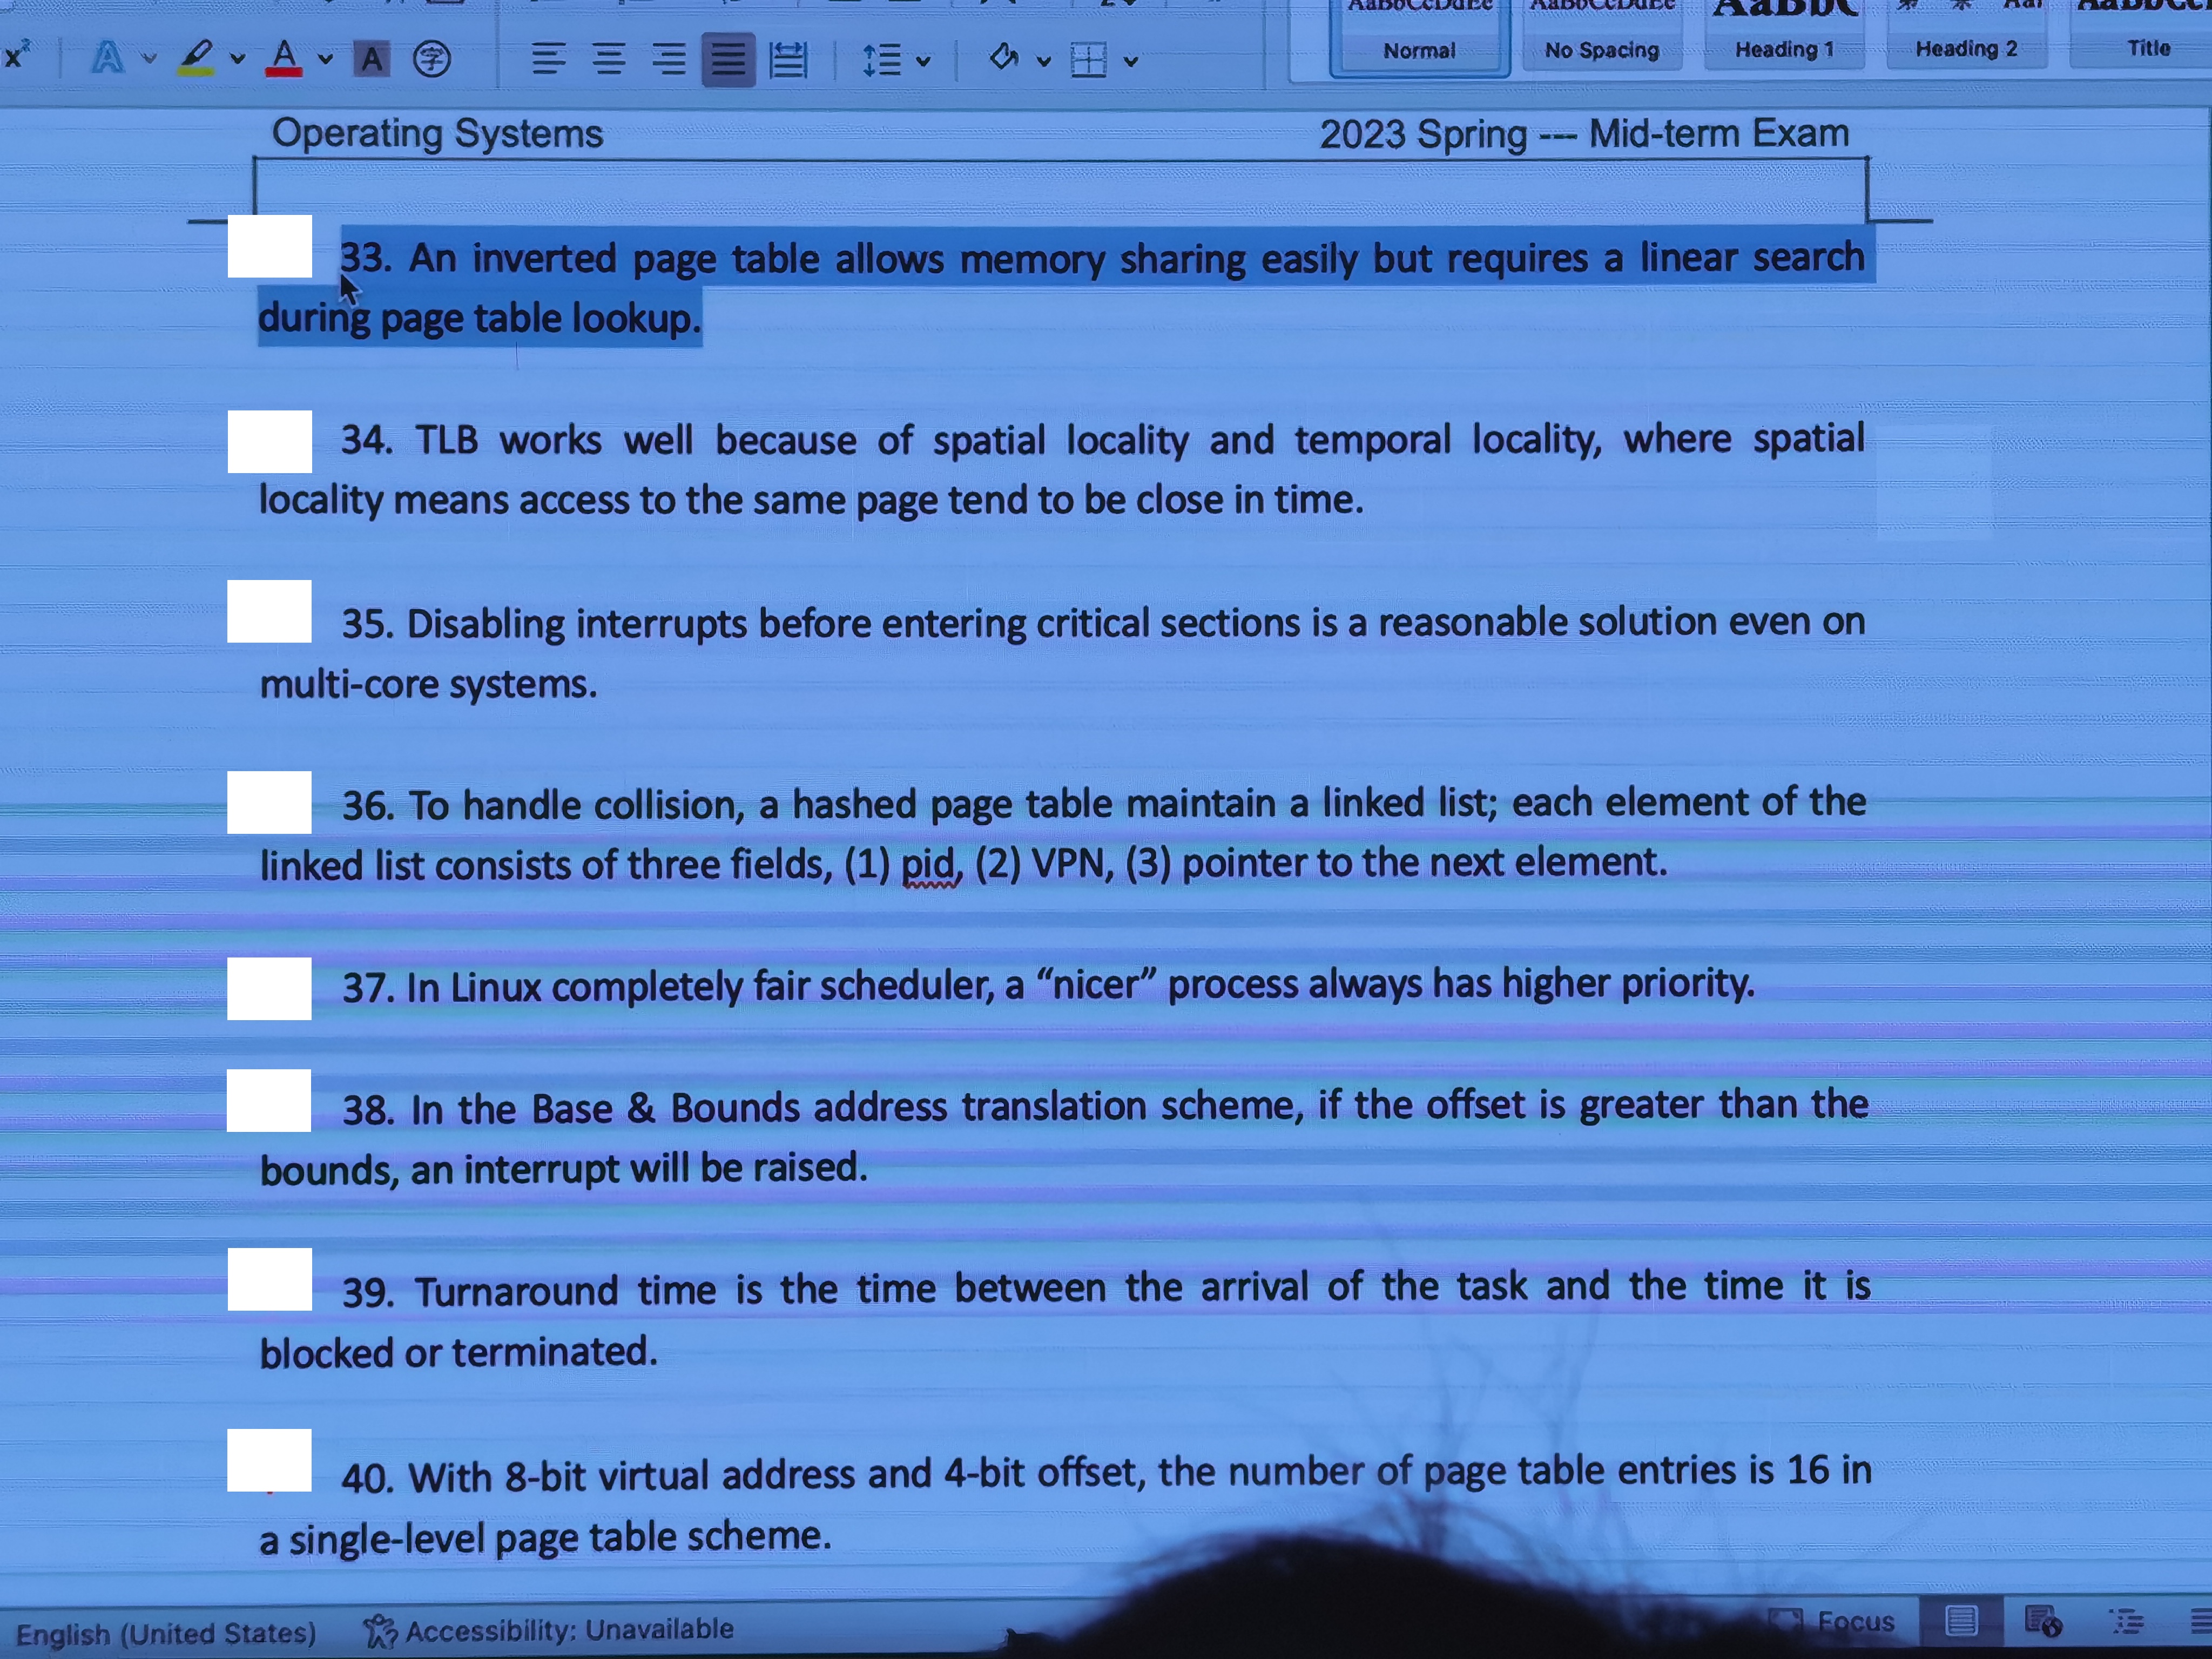 Normal
No Spacing
Heading 1
Heading 2
Title
Operating Systems
2023 Spring --- Mid-term Exam
33. An inverted page table allows memory sharing easily but requires a linear search
during page table lookup.
34. TLB works well because of spatial locality and temporal locality, where spatial
locality means access to the same page tend to be close in time.
35. Disabling interrupts before entering critical sections is a reasonable solution even on
multi-core systems.
36. To handle collision, a hashed page table maintain a linked list; each element of the
linked list consists of three fields, (1) pid, (2) VPN, (3) pointer to the next element.
37. In Linux completely fair scheduler, a “nicer” process always has higher priority.
38. In the Base & Bounds address translation scheme, if the offset is greater than the
bounds, an interrupt will be raised.
39. Turnaround time is the time between the arrival of the task and the time it is
blocked or terminated.
40. With 8-bit virtual address and 4-bit offset, the number of page table entries is 16 in
a single-level page table scheme.
English (United States)
Accessibility: Unavailable
Focus